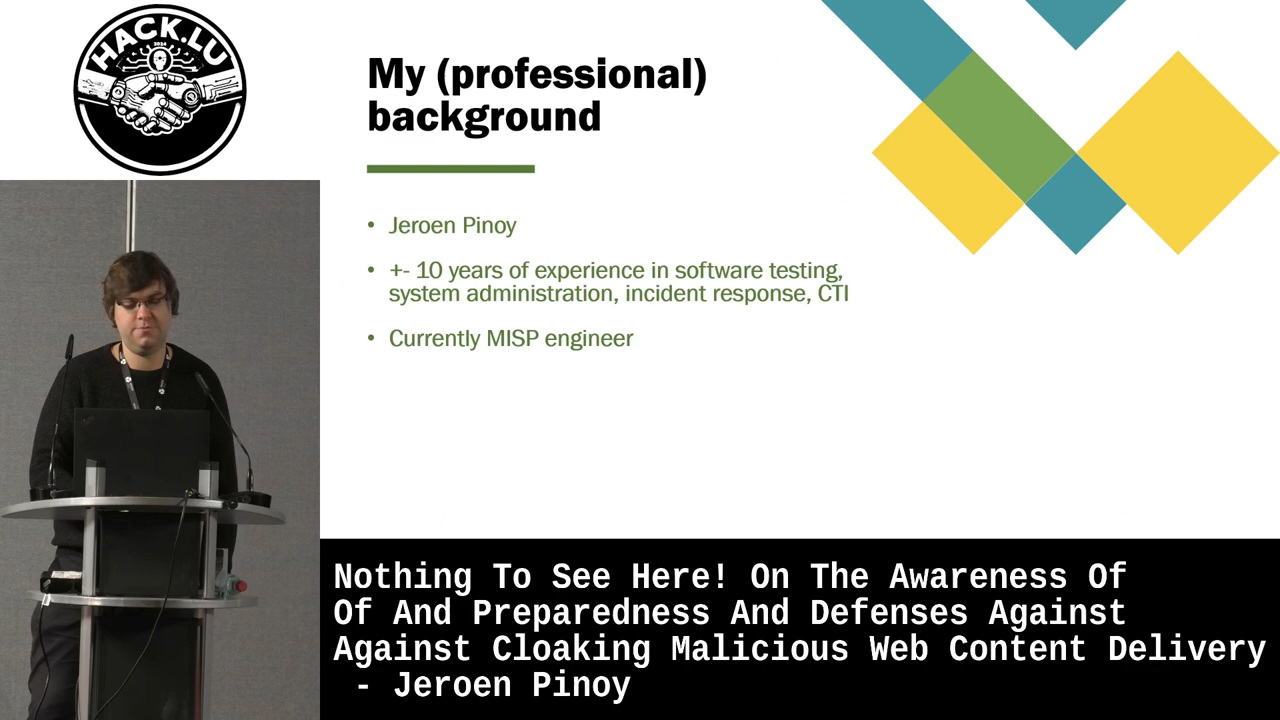 HACK.LU
2024
My (professional)
background
• Jeroen Pinoy
• +- 10 years of experience in software testing,
system administration, incident response, CTI
• Currently MISP engineer
Nothing To See Here! On The Awareness Of
Of And Preparedness And Defenses Against
Against Cloaking Malicious Web Content Delivery
- Jeroen Pinoy